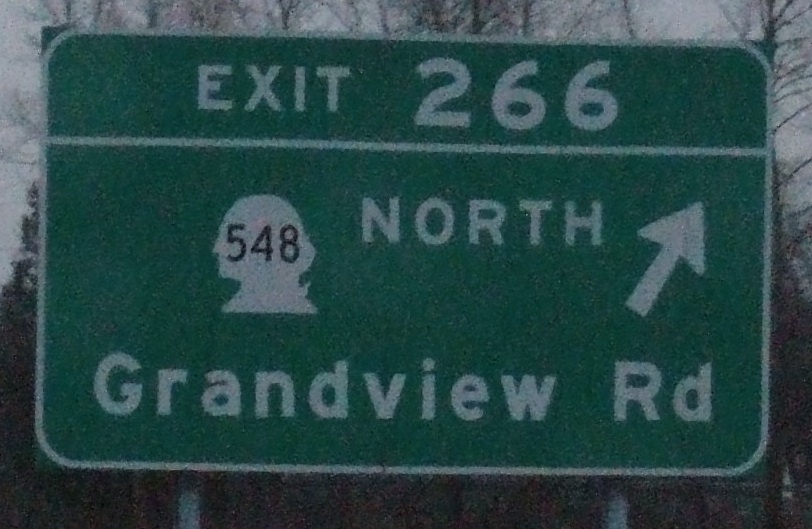 EXIT 266
548 NORTH
Grandview Rd